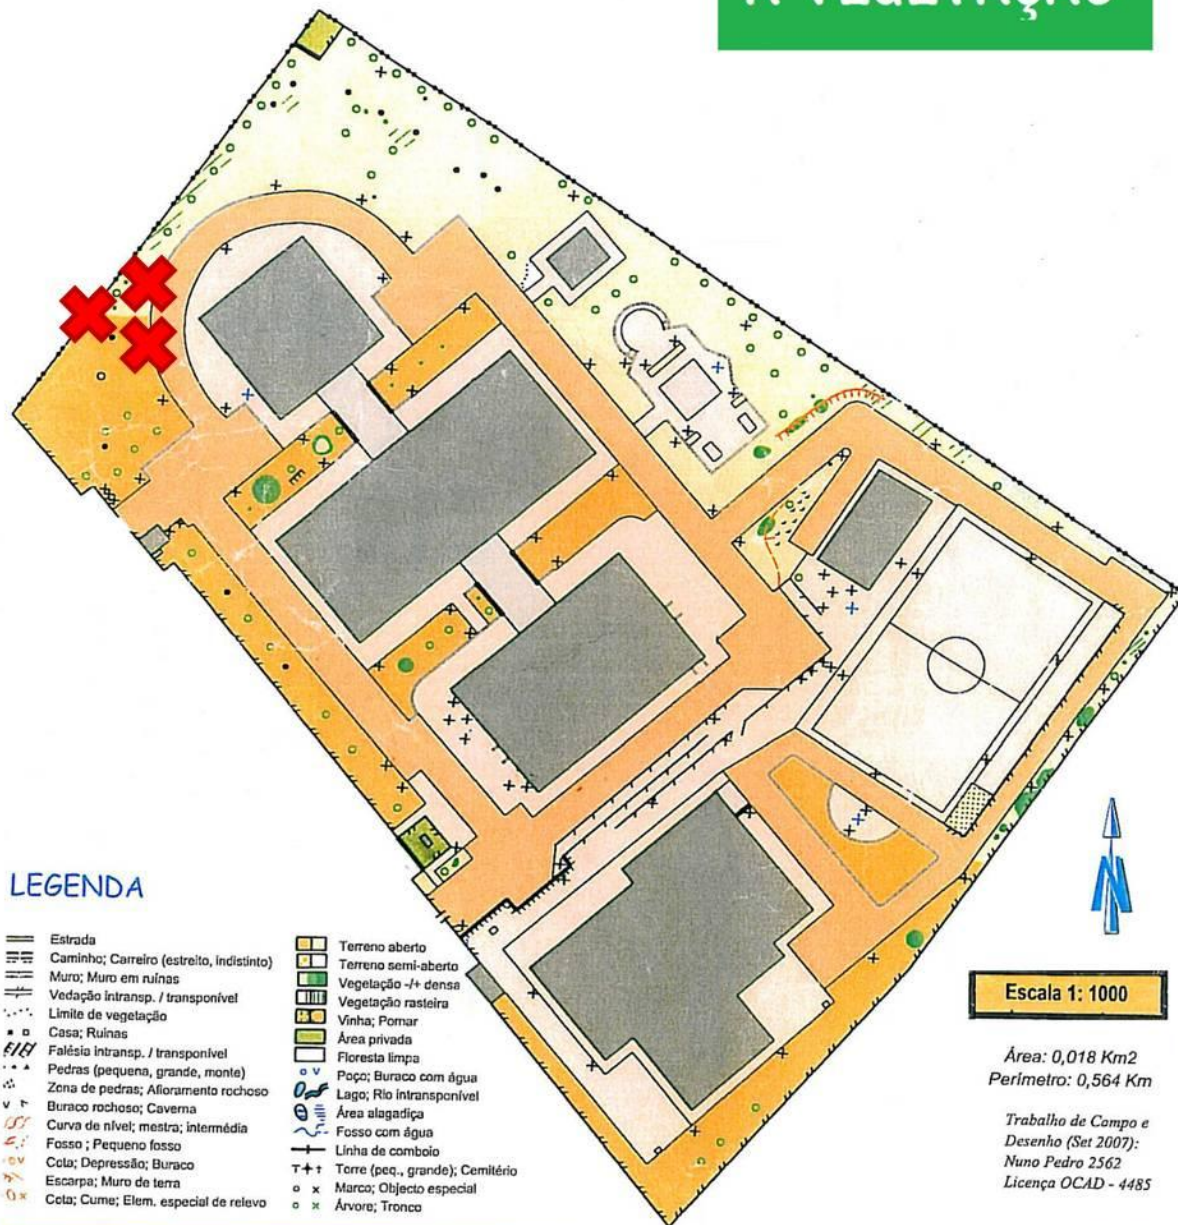 A VEGETAÇÃO
LEGENDA
Estrada
Caminho; Carreiro (estreito, indistinto)
Muro; Muro em ruinas
Vedação intransp. / transponível
Limite de vegetação
Casa; Ruinas
Falésia intransp. / transponível
Pedras (pequena, grande, monte)
Zona de pedras; Afloramento rochoso
Buraco rochoso; Caverna
Curva de nível; mestra; intermédia
Fosso ; Pequeno fosso
Cota; Depressão; Buraco
Escarpa; Muro de terra
Cota; Cume; Elem. especial de relevo
Terreno aberto
Terreno semi-aberto
Vegetação -/+ densa
Vegetação rasteira
Vinha; Pomar
Área privada
Floresta limpa
Poço; Buraco com água
Lago; Rio intransponível
Área alagadiça
Fosso com água
Linha de comboio
Torre (peq., grande); Cemitério
Marco; Objecto especial
Árvore; Tronco
N
Escala 1: 1000
Área: 0,018 Km2
Perimetro: 0,564 Km
Trabalho de Campo e
Desenho (Set 2007):
Nuno Pedro 2562
Licença OCAD - 4485